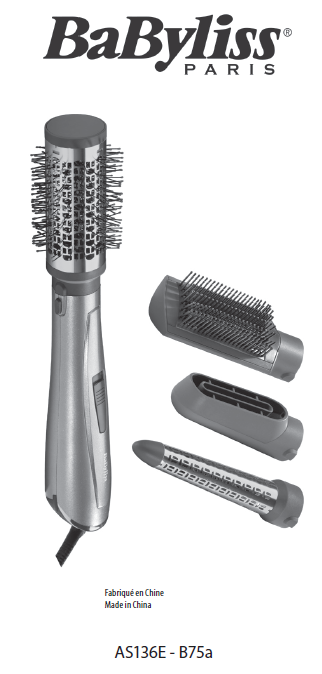 BaByliss®
PARIS
Fabriqué en Chine
Made in China
AS136E - B75a